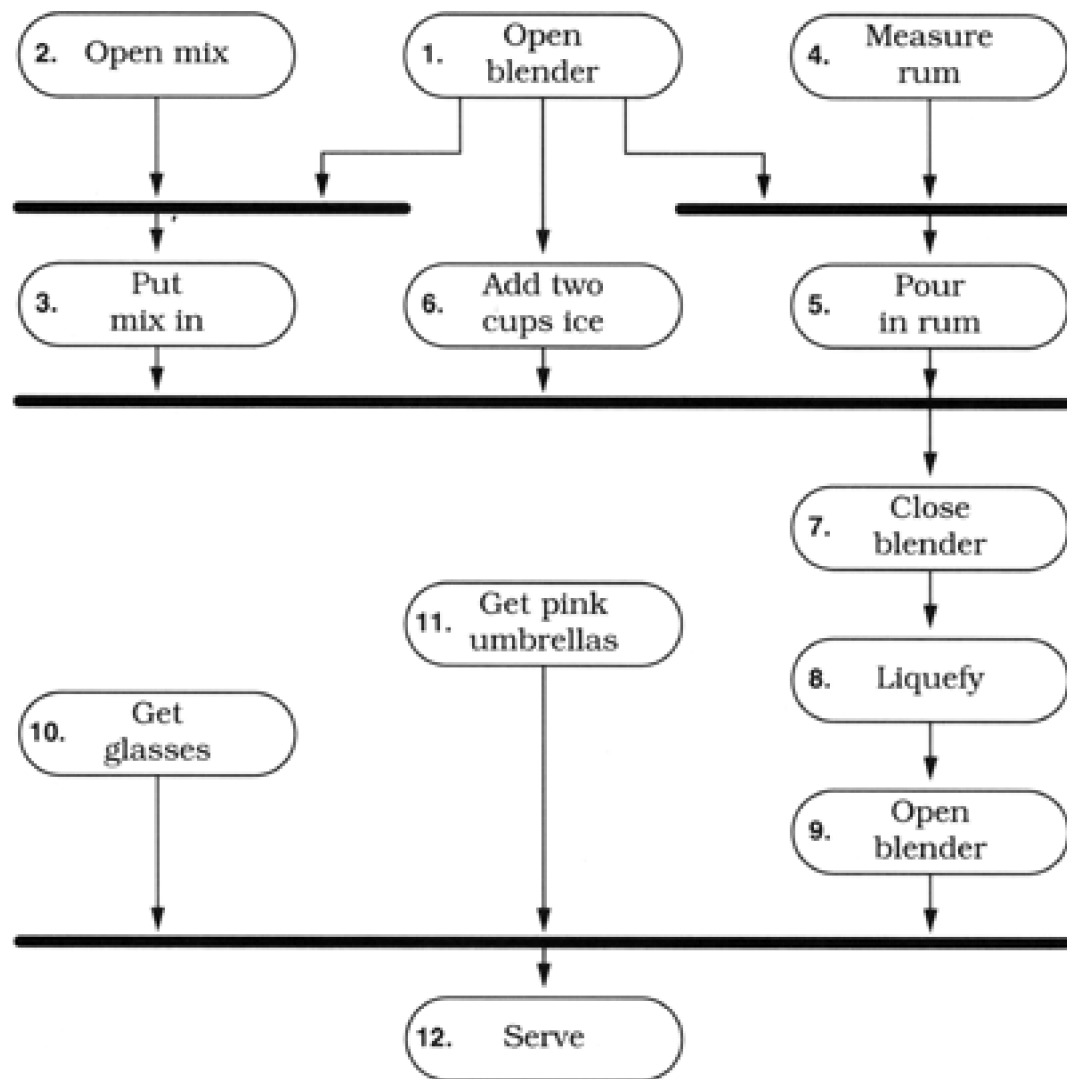 2. Open mix
1. Open
blender
4. Measure
rum
3. Put
mix in
6. Add two
cups ice
5. Pour
in rum
7. Close
blender
11. Get pink
umbrellas
8. Liquefy
10. Get
glasses
9. Open
blender
12. Serve